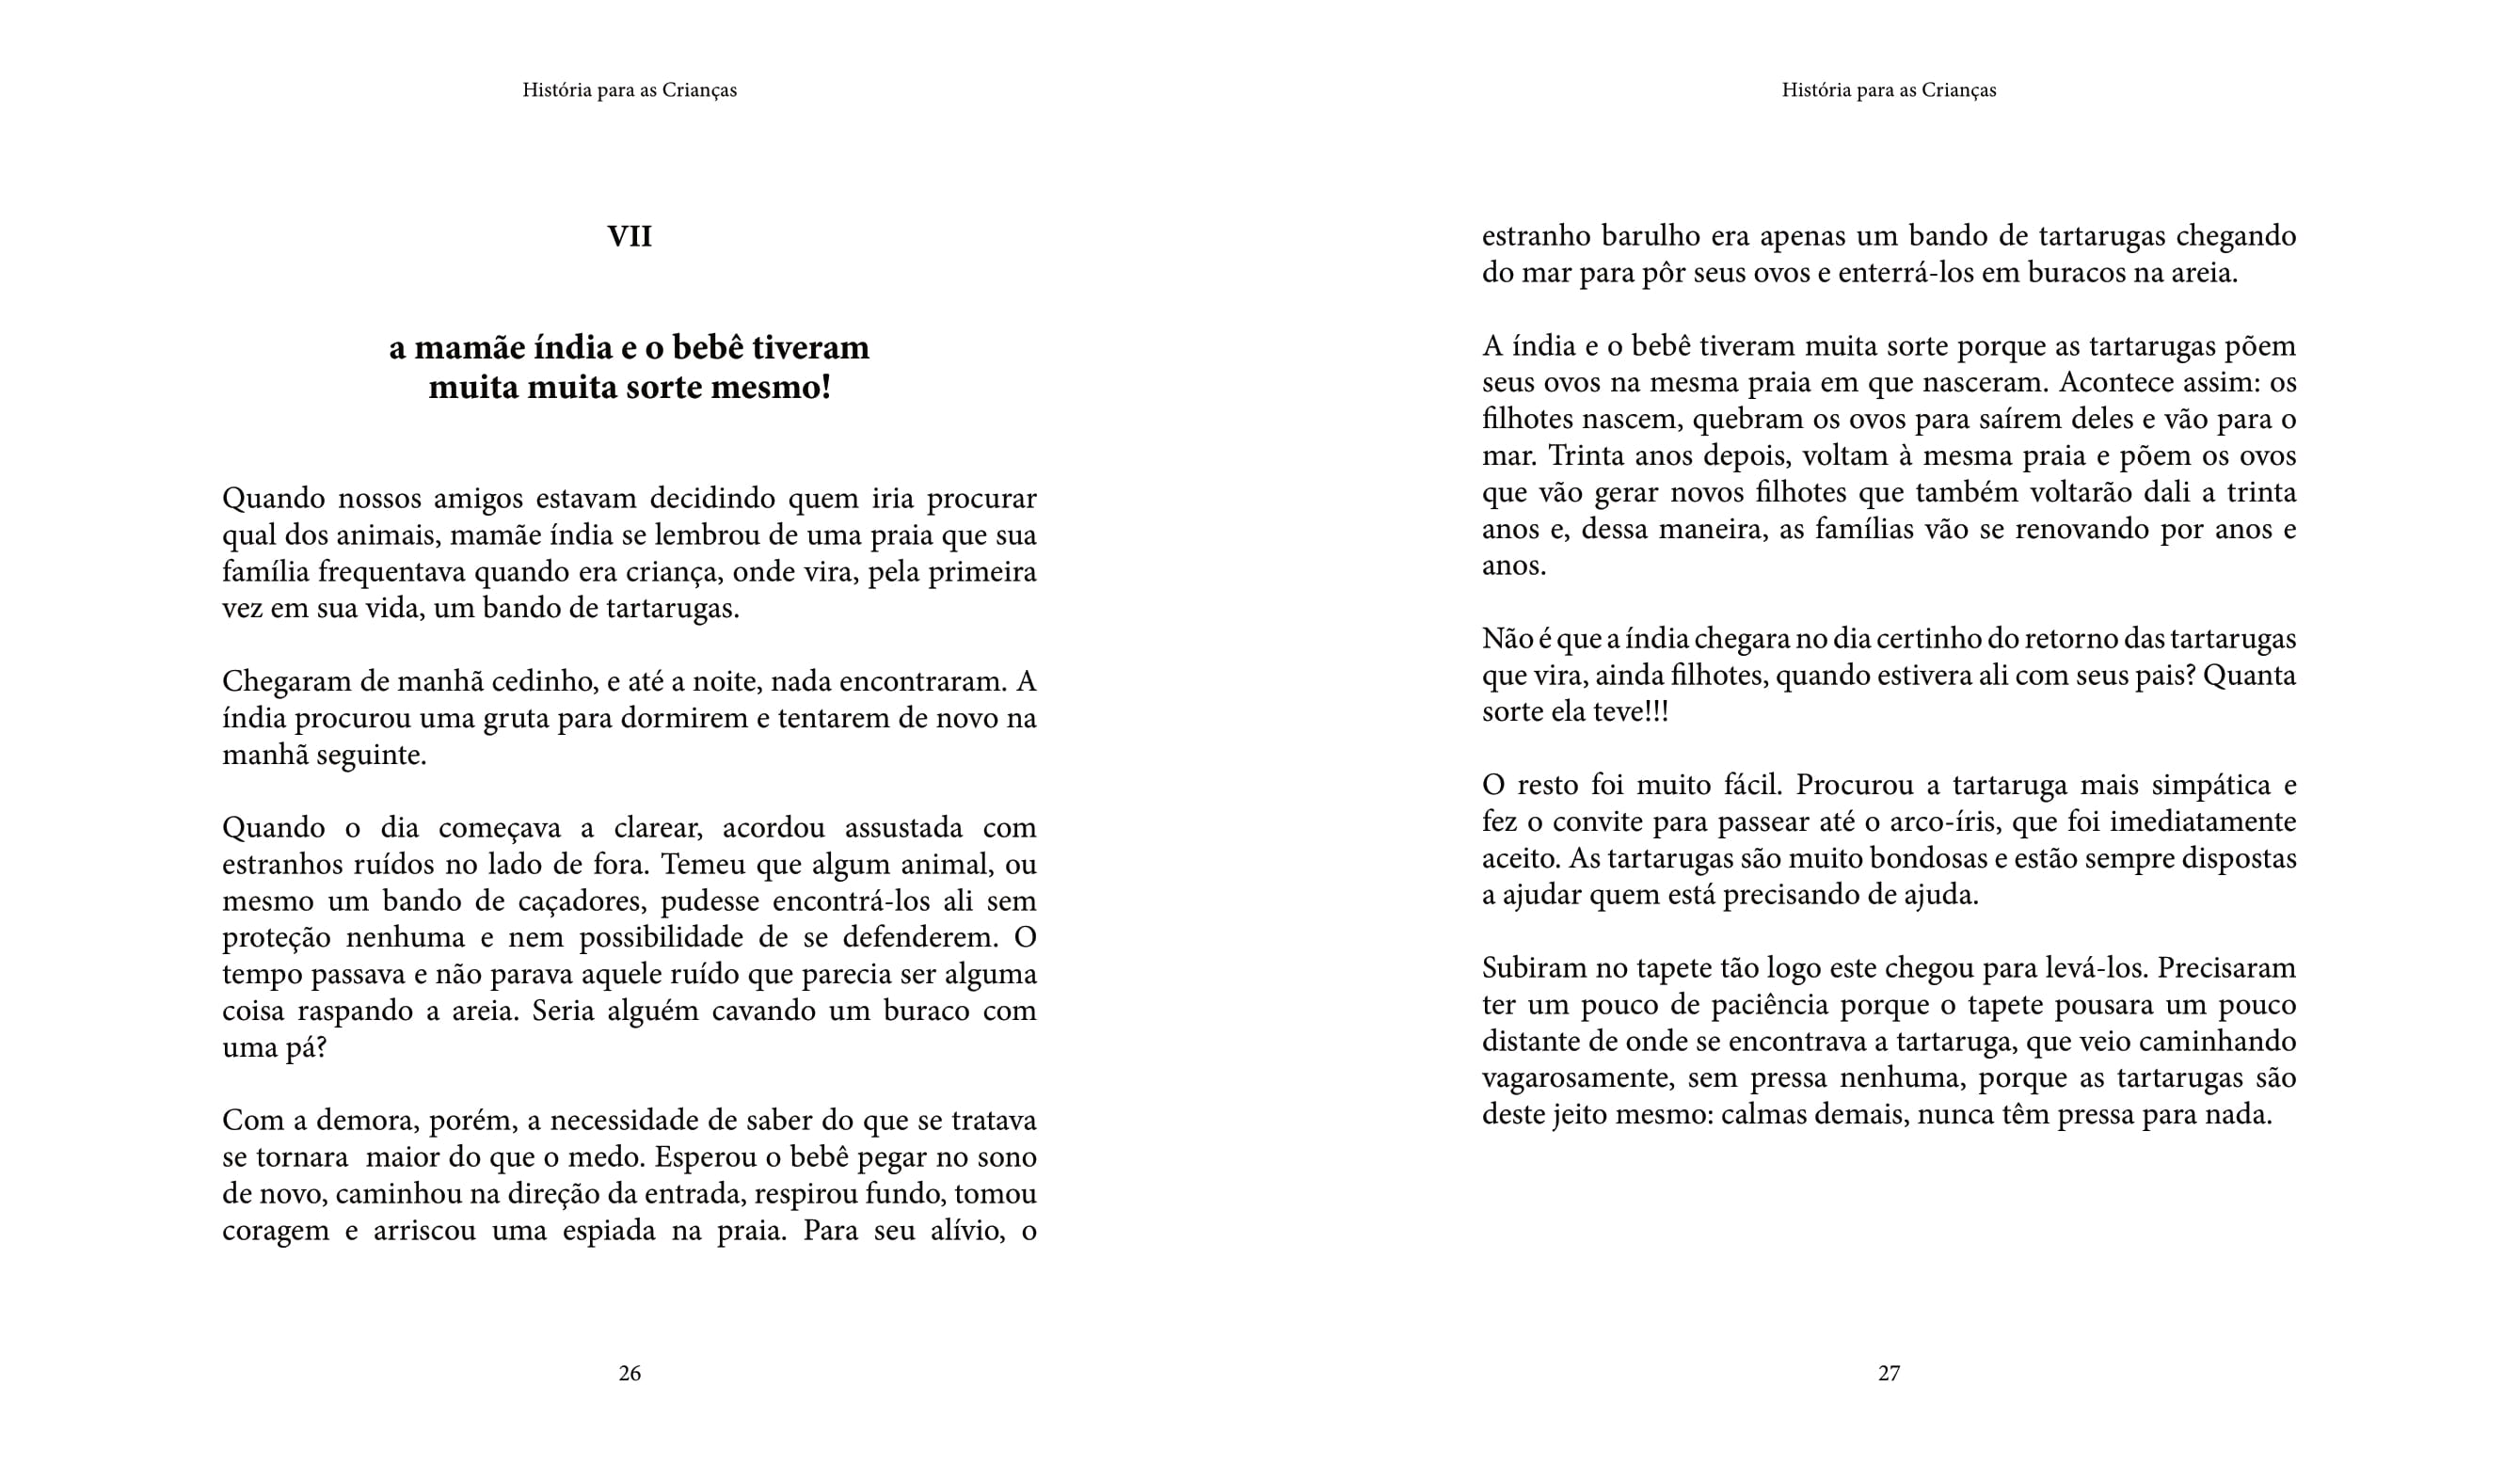 História para as Crianças
VII
a mamãe índia e o bebê tiveram
muita muita sorte mesmo!
Quando nossos amigos estavam decidindo quem iria procurar
qual dos animais, mamãe índia se lembrou de uma praia que sua
família frequentava quando era criança, onde vira, pela primeira
vez em sua vida, um bando de tartarugas.
Chegaram de manhã cedinho, e até a noite, nada encontraram. A
índia procurou uma gruta para dormirem e tentarem de novo na
manhã seguinte.
Quando o dia começava a clarear, acordou assustada com
estranhos ruídos no lado de fora. Temeu que algum animal, ou
mesmo um bando de caçadores, pudesse encontrá-los ali sem
proteção nenhuma e nem possibilidade de se defenderem. O
tempo passava e não parava aquele ruído que parecia ser alguma
coisa raspando a areia. Seria alguém cavando um buraco com
uma pá?
Com a demora, porém, a necessidade de saber do que se tratava
se tornara  maior do que o medo. Esperou o bebê pegar no sono
de novo, caminhou na direção da entrada, respirou fundo, tomou
coragem e arriscou uma espiada na praia. Para seu alívio, o
26
História para as Crianças
estranho barulho era apenas um bando de tartarugas chegando
do mar para pôr seus ovos e enterrá-los em buracos na areia.
A índia e o bebê tiveram muita sorte porque as tartarugas põem
seus ovos na mesma praia em que nasceram. Acontece assim: os
filhotes nascem, quebram os ovos para saírem deles e vão para o
mar. Trinta anos depois, voltam à mesma praia e põem os ovos
que vão gerar novos filhotes que também voltarão dali a trinta
anos e, dessa maneira, as famílias vão se renovando por anos e
anos.
Não é que a índia chegara no dia certinho do retorno das tartarugas
que vira, ainda filhotes, quando estivera ali com seus pais? Quanta
sorte ela teve!!!
O resto foi muito fácil. Procurou a tartaruga mais simpática e
fez o convite para passear até o arco-íris, que foi imediatamente
aceito. As tartarugas são muito bondosas e estão sempre dispostas
a ajudar quem está precisando de ajuda.
Subiram no tapete tão logo este chegou para levá-los. Precisaram
ter um pouco de paciência porque o tapete pousara um pouco
distante de onde se encontrava a tartaruga, que veio caminhando
vagarosamente, sem pressa nenhuma, porque as tartarugas são
deste jeito mesmo: calmas demais, nunca têm pressa para nada.
27